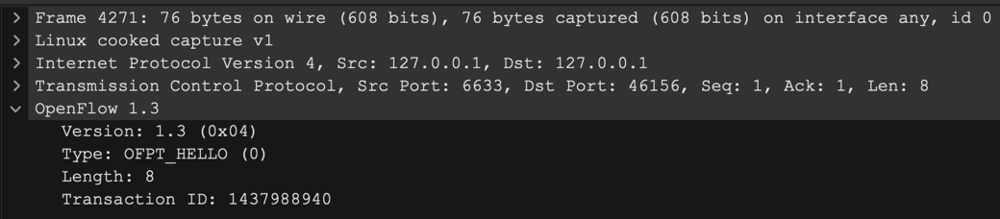 Frame 4271: 76 bytes on wire (608 bits), 76 bytes captured (608 bits) on interface any, id 0
Linux cooked capture v1
Internet Protocol Version 4, Src: 127.0.0.1, Dst: 127.0.0.1
Transmission Control Protocol, Src Port: 6633, Dst Port: 46156, Seq: 1, Ack: 1, Len: 8
OpenFlow 1.3
Version: 1.3 (0x04)
Type: OFPT_HELLO (0)
Length: 8
Transaction ID: 1437988940